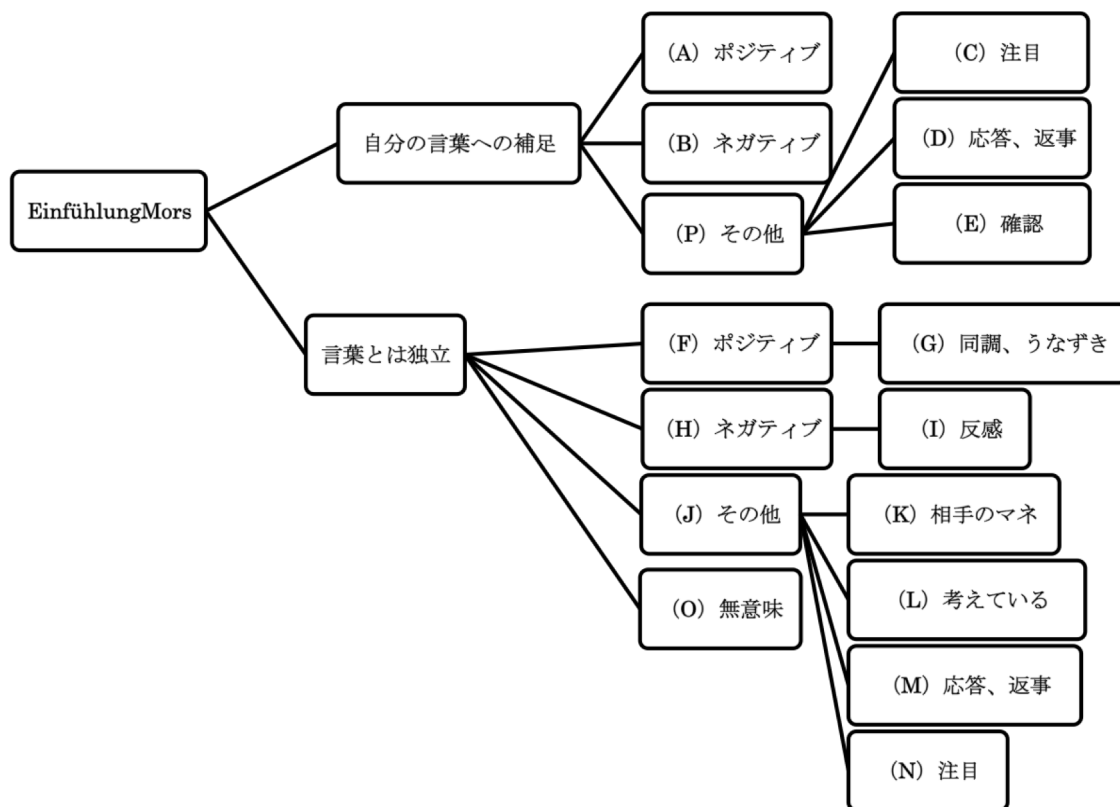 EinfühlungMors
自分の言葉への補足
(A) ポジティブ
(B) ネガティブ
(P) その他
(C) 注目
(D) 応答、返事
(E) 確認
言葉とは独立
(F) ポジティブ
(G) 同調、うなずき
(H) ネガティブ
(I) 反感
(J) その他
(K) 相手のマネ
(L) 考えている
(M) 応答、返事
(N) 注目
(O) 無意味